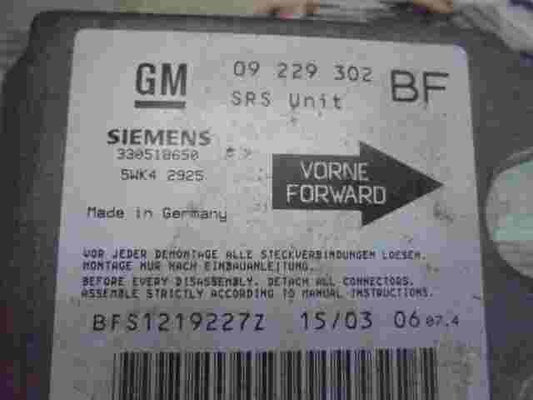 GM 09 229 302 BF
SRS Unit
SIEMENS
330518650
5WK4 2925
VORNE
FORWARD
Made in Germany
VOR JEDER DEMONTAGE ALLE STECKVERBINDUNGEN LOESEN.
MONTAGE NUR NACH EINBAUANLEITUNG.
BEFORE EVERY DISASSEMBLY, DETACH ALL CONNECTORS.
ASSEMBLE STRICTLY ACCORDING TO MANUAL INSTRUCTIONS.
BFS1219227Z 15/03 06 07.4